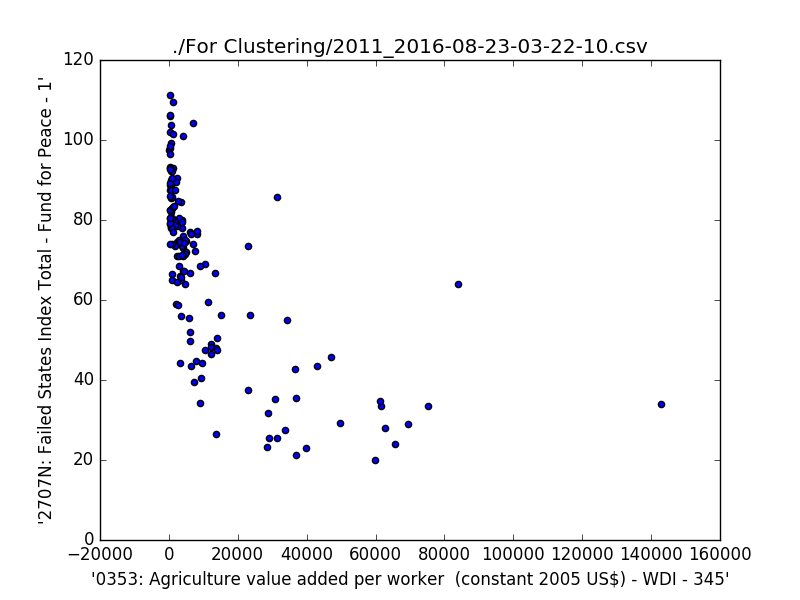 ./For Clustering/2011_2016-08-23-03-22-10.csv
120
100
80
60
40
20
0
'2707N: Failed States Index Total - Fund for Peace - 1'
−20000 0 20000 40000 60000 80000 100000 120000 140000 160000
'0353: Agriculture value added per worker  (constant 2005 US$) - WDI - 345'